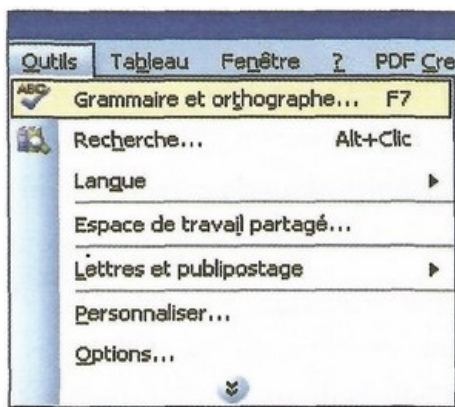 Outils Tableau Fenêtre ? PDF Cre
ABC
Grammaire et orthographe... F7
Recherche... Alt+Clic
Langue
Espace de travail partagé...
Lettres et publipostage
Personnaliser...
Options...